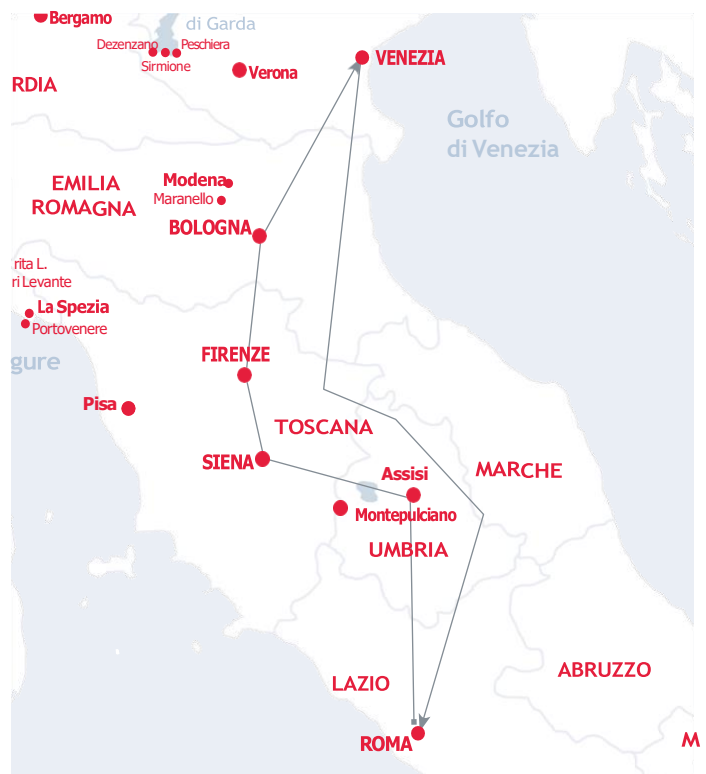 Bergamo
di Garda
Dezenzano
Peschiera
Sirmione
Verona
VENEZIA
RDIA
Golfo
di Venezia
EMILIA
ROMAGNA
Modena
Maranello
BOLOGNA
rita L.
ri Levante
La Spezia
Portovenere
FIRENZE
gure
Pisa
TOSCANA
SIENA
Assisi
MARCHE
Montepulciano
UMBRIA
LAZIO
ABRUZZO
ROMA
M